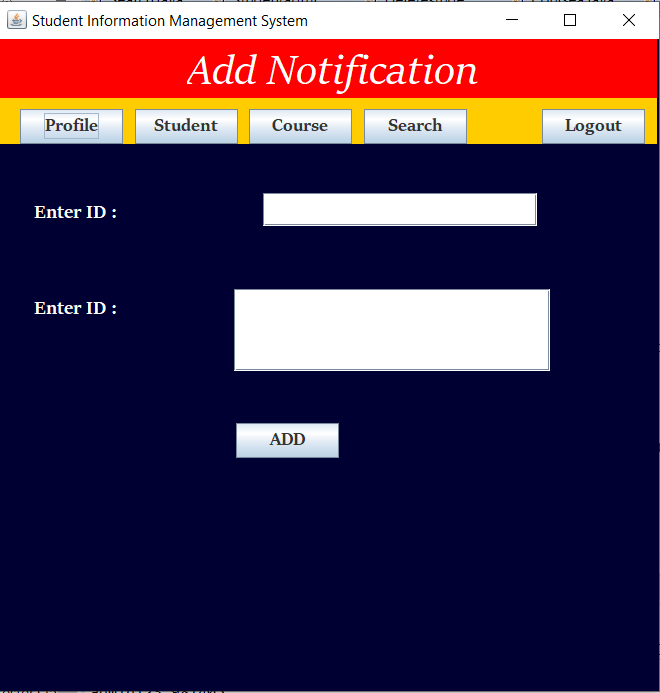 Student Information Management System
Add Notification
Profile Student Course Search Logout
Enter ID :
Enter ID :
ADD